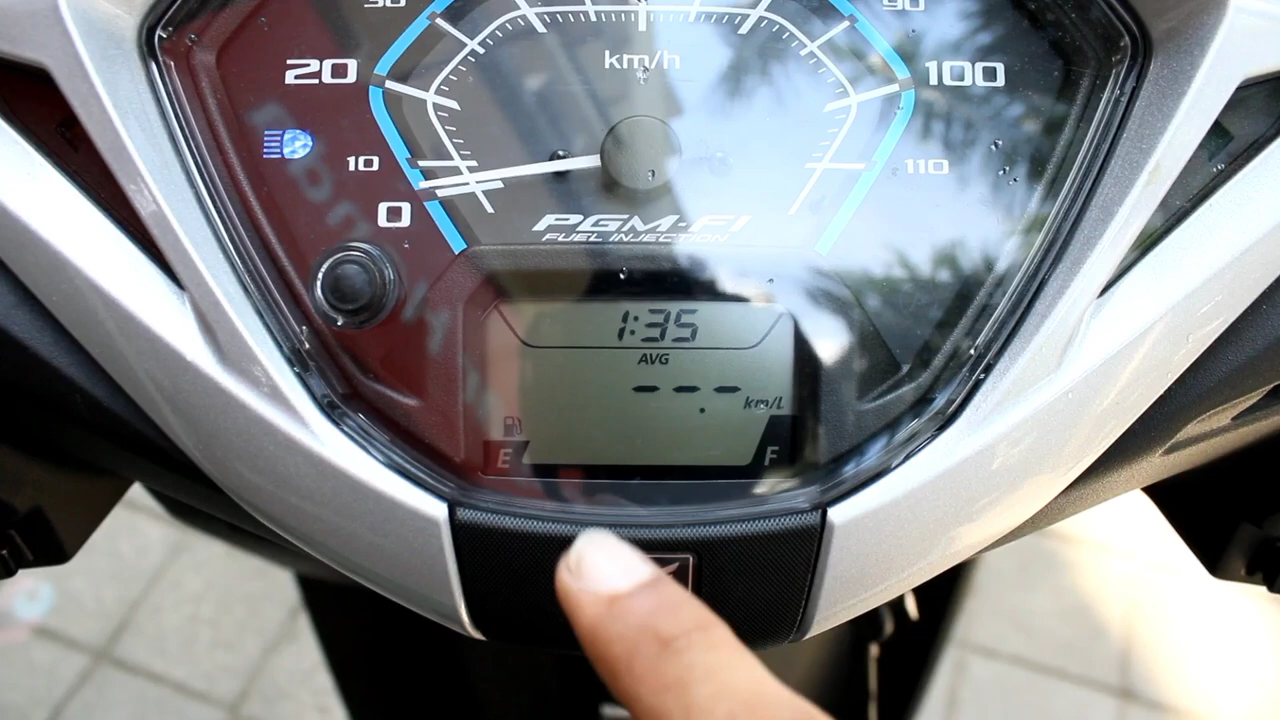 30
90
km/h
20
100
10
110
0
PGM-FI
FUEL INJECTION
1:35
AVG
---
.
km/L
E
F